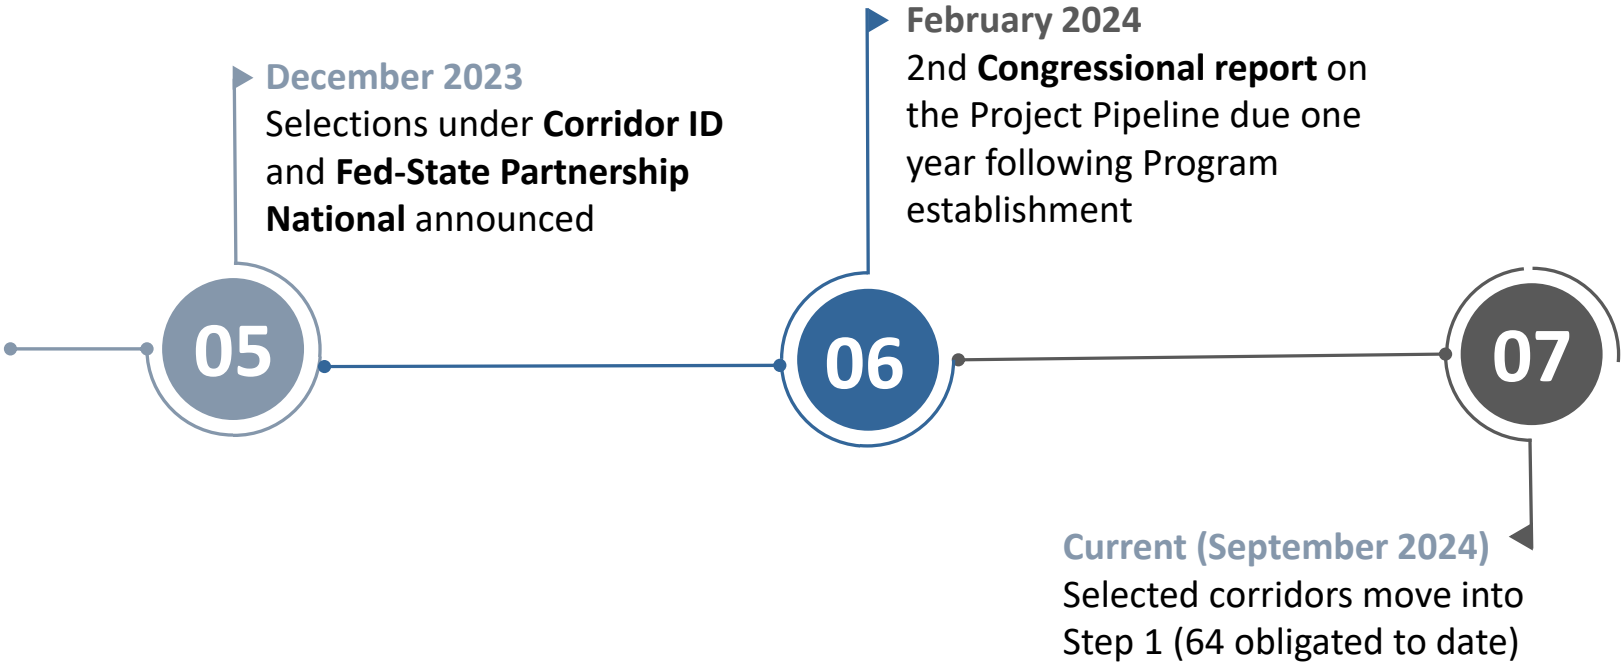 December 2023
Selections under Corridor ID
and Fed-State Partnership
National announced
February 2024
2nd Congressional report on
the Project Pipeline due one
year following Program
establishment
05
06
07
Current (September 2024)
Selected corridors move into
Step 1 (64 obligated to date)